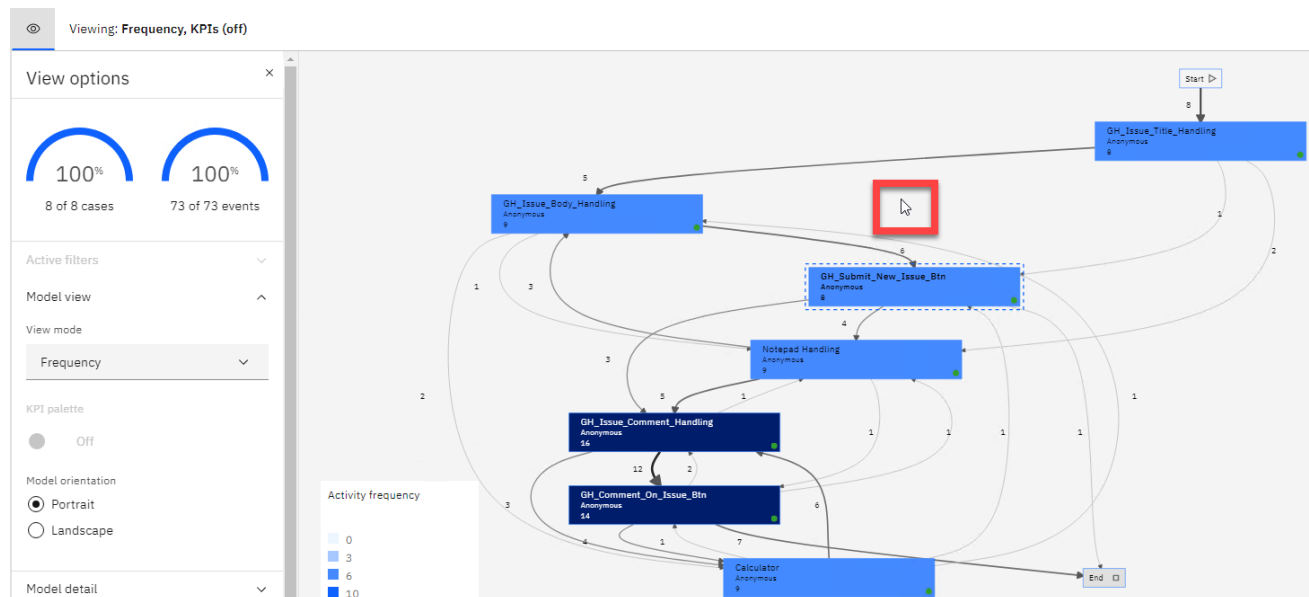 Viewing: Frequency, KPIs (off)
View options
100%
100%
8 of 8 cases
73 of 73 events
Active filters
Model view
View mode
Frequency
KPI palette
Off
Model orientation
Portrait
Landscape
Model detail
Start
8
GH_Issue_Title_Handling
Anonymous
8
5
GH_Issue_Body_Handling
Anonymous
9
1
6
2
GH_Submit_New_Issue_Btn
Anonymous
8
1
3
4
Notepad Handling
Anonymous
9
3
2
5
1
1
GH_Issue_Comment_Handling
Anonymous
16
1
1
1
1
12
2
GH_Comment_On_Issue_Btn
Anonymous
14
3
6
4
1
7
Calculator
Anonymous
9
End
Activity frequency
0
3
6
10